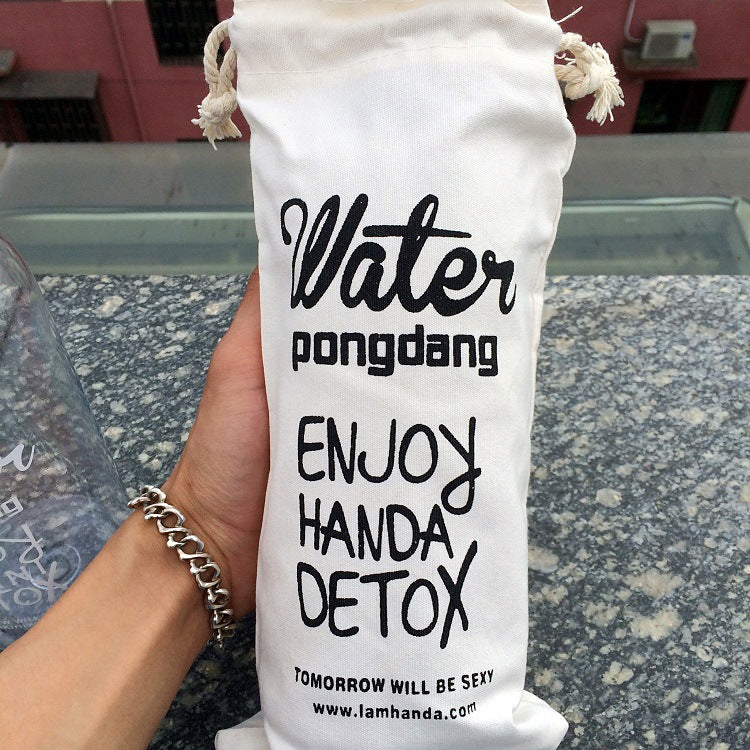 Water
pongdang
ENJOY
HANDA
DETOX
TOMORROW WILL BE SEXY
www.lamhanda.com